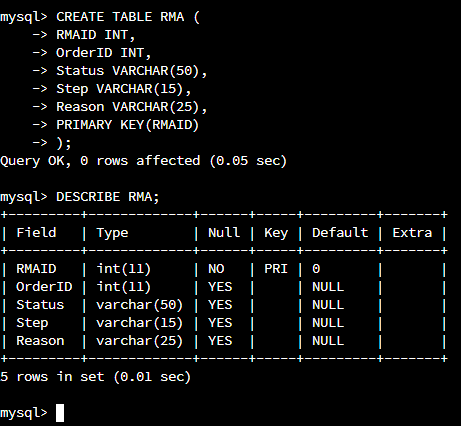 mysql> CREATE TABLE RMA (
    -> RMAID INT,
    -> OrderID INT,
    -> Status VARCHAR(50),
    -> Step VARCHAR(15),
    -> Reason VARCHAR(25),
    -> PRIMARY KEY(RMAID)
    -> );
Query OK, 0 rows affected (0.05 sec)

mysql> DESCRIBE RMA;
+---------+-------------+------+-----+---------+-------+
| Field   | Type        | Null | Key | Default | Extra |
+---------+-------------+------+-----+---------+-------+
| RMAID   | int(11)     | NO   | PRI | 0       |       |
| OrderID | int(11)     | YES  |     | NULL    |       |
| Status  | varchar(50) | YES  |     | NULL    |       |
| Step    | varchar(15) | YES  |     | NULL    |       |
| Reason  | varchar(25) | YES  |     | NULL    |       |
+---------+-------------+------+-----+---------+-------+
5 rows in set (0.01 sec)

mysql>